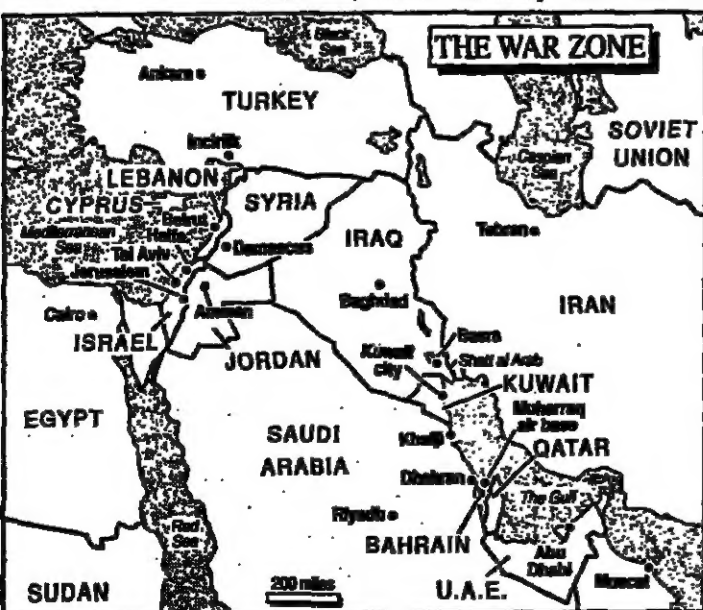 THE WAR ZONE
Black
Sea
Ankara
TURKEY
SOVIET
UNION
Caspian
Sea
Incirlik
LEBANON
CYPRUS
SYRIA
Beirut
Mediterranean
Sea
Haifa
IRAQ
Tehran
Damascus
Tel Aviv
Jerusalem
Baghdad
IRAN
Cairo
Amman
ISRAEL
Basra
JORDAN
Kuwait
city
Shatt al Arab
KUWAIT
EGYPT
Moharraq
air base
SAUDI
ARABIA
Khafji
QATAR
Dhahran
The Gulf
Riyadh
Red
Sea
BAHRAIN
Abu
Dhabi
Muscat
SUDAN
200 miles
U.A.E.